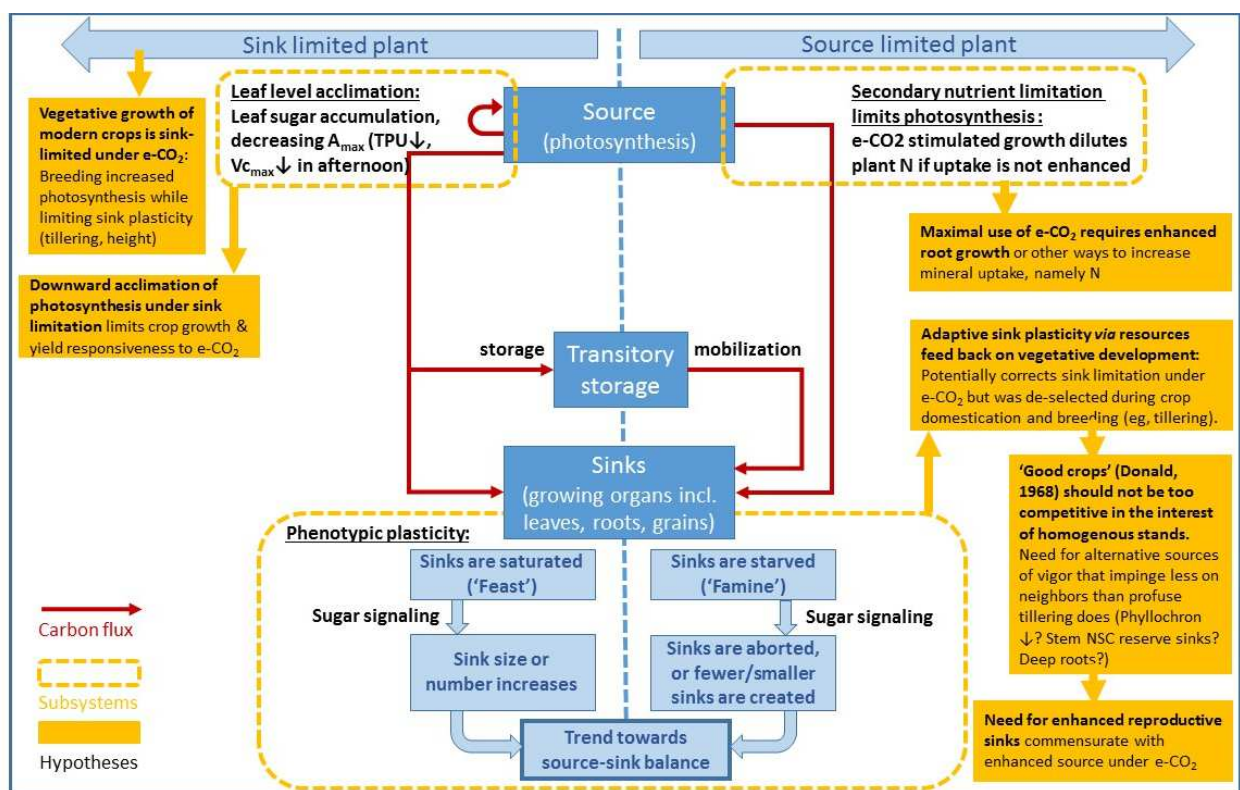 Sink limited plant
Source limited plant
Vegetative growth of
modern crops is sink-
limited under e-CO₂:
Breeding increased
photosynthesis while
limiting sink plasticity
(tillering, height)
Leaf level acclimation:
Leaf sugar accumulation,
decreasing Amax (TPU↓,
Vcmax↓ in afternoon)
Source
(photosynthesis)
Secondary nutrient limitation
limits photosynthesis :
e-CO2 stimulated growth dilutes
plant N if uptake is not enhanced
Downward acclimation of
photosynthesis under sink
limitation limits crop growth &
yield responsiveness to e-CO₂
Maximal use of e-CO₂ requires enhanced
root growth or other ways to increase
mineral uptake, namely N
storage
Transitory
storage
mobilization
Adaptive sink plasticity via resources
feed back on vegetative development:
Potentially corrects sink limitation under
e-CO₂ but was de-selected during crop
domestication and breeding (eg, tillering).
Sinks
(growing organs incl.
leaves, roots, grains)
'Good crops' (Donald,
1968) should not be too
competitive in the interest
of homogenous stands.
Need for alternative sources
of vigor that impinge less on
neighbors than profuse
tillering does (Phyllochron
↓? Stem NSC reserve sinks?
Deep roots?)
Need for enhanced reproductive
sinks commensurate with
enhanced source under e-CO₂
Phenotypic plasticity:
Sinks are saturated
('Feast')
Sinks are starved
('Famine')
Sugar signaling
Sugar signaling
Sink size or
number increases
Sinks are aborted,
or fewer/smaller
sinks are created
Trend towards
source-sink balance
Carbon flux
Subsystems
Hypotheses